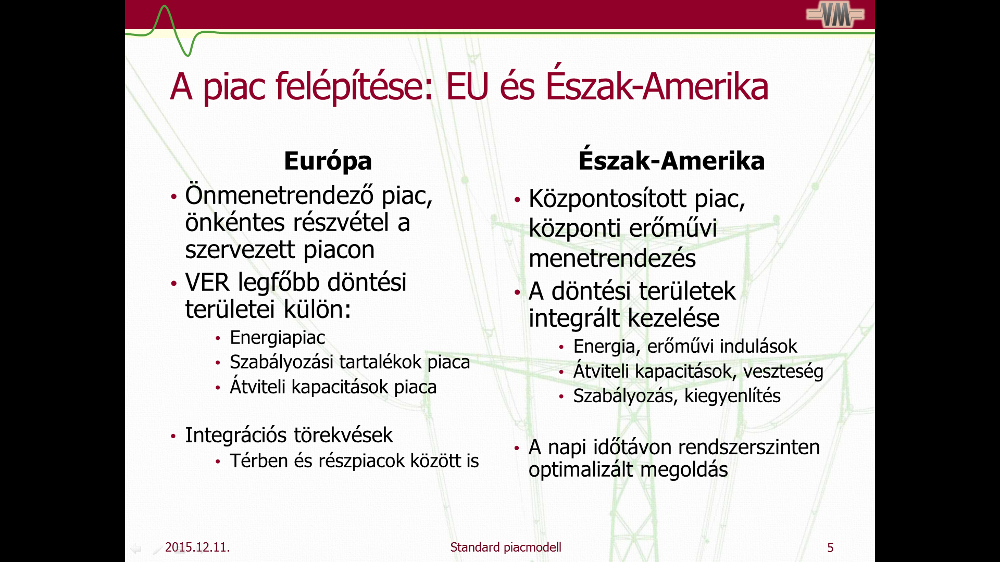 VM
A piac felépítése: EU és Észak-Amerika
Európa
• Önmenetrendező piac,
önkéntes részvétel a
szervezett piacon
• VER legfőbb döntési
területei külön:
• Energiapiac
• Szabályozási tartalékok piaca
• Átviteli kapacitások piaca
• Integrációs törekvések
• Térben és részpiacok között is
Észak-Amerika
• Központosított piac,
központi erőművi
menetrendezés
• A döntési területek
integrált kezelése
• Energia, erőművi indulások
• Átviteli kapacitások, veszteség
• Szabályozás, kiegyenlítés
• A napi időtávon rendszerszinten
optimalizált megoldás
2015.12.11.
Standard piacmodell
5